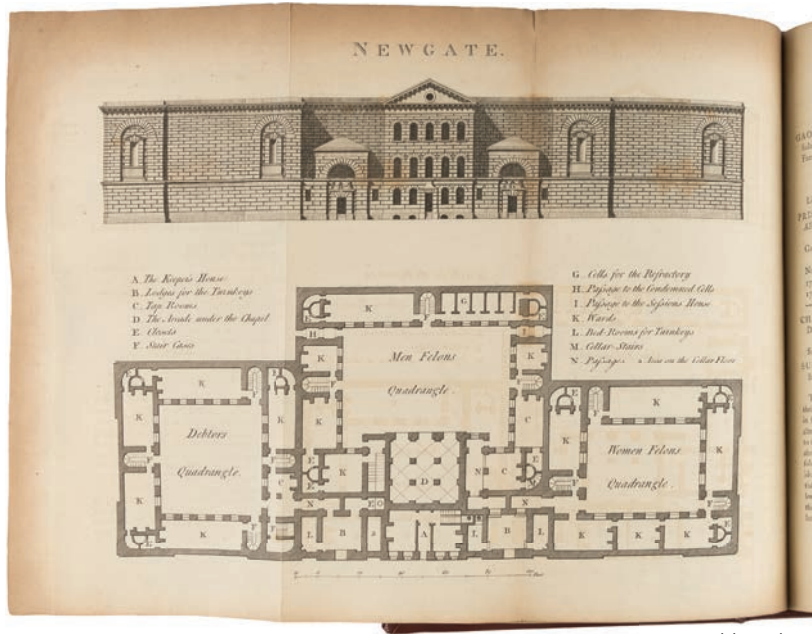 NEWGATE.
A. The Keeper's House
B. Lodges for the Turnkeys
C. Tap Rooms
D. The Arcade under the Chapel
E. Closets
F. Stair Cases
G. Cells for the Refractory
H. Passage to the Condemned Cells
I. Passage to the Sessions House
K. Wards
L. Bed-Rooms for Turnkeys
M. Cellar-Stairs
N. Passages
K
G
H
I
K
Men Felons
Quadrangle.
K
K
C
K
K
Debtors
Quadrangle.
K
K
K
K
C
K
D
N
C
K
Women Felons
Quadrangle.
K
K
N
E
N
L
B
A
L
B
L
K
K
K